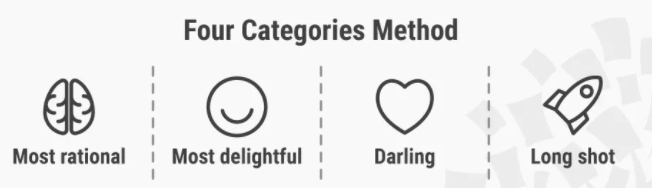 Four Categories Method
Most rational
Most delightful
Darling
Long shot